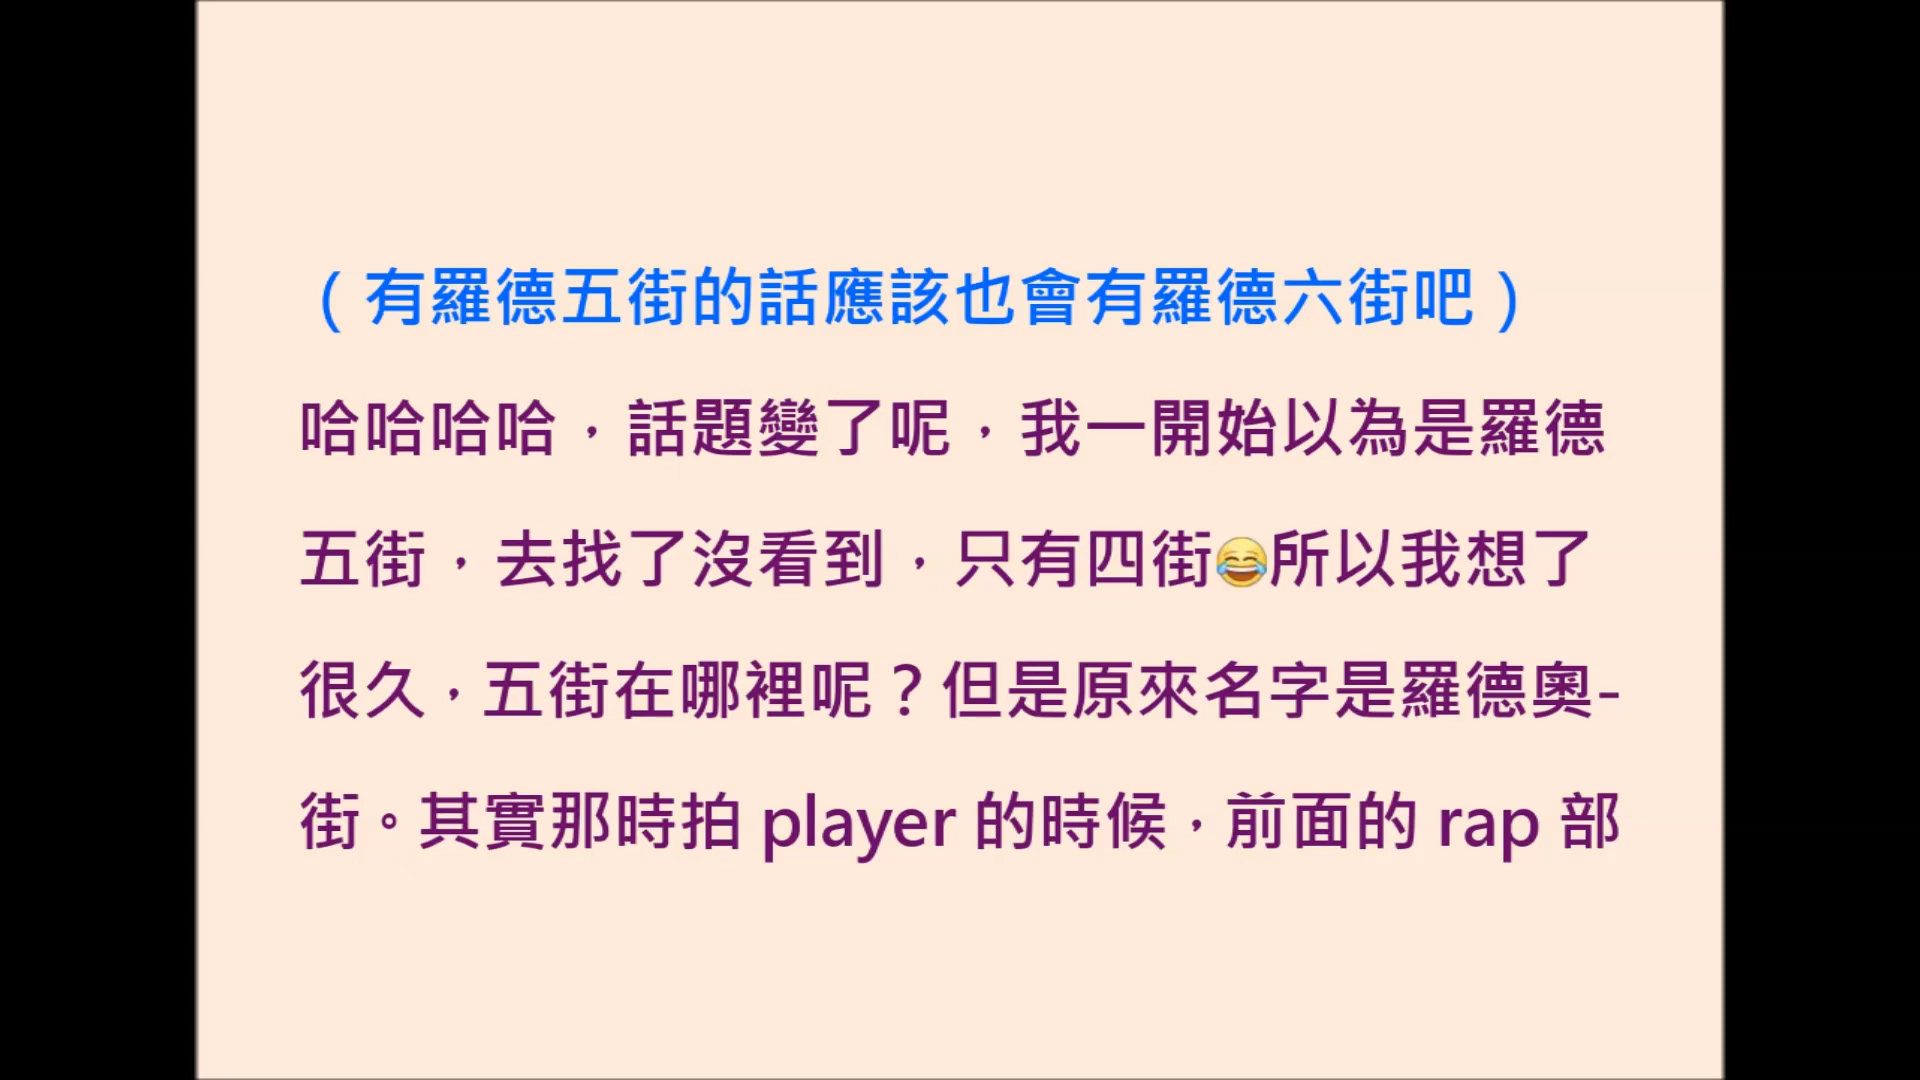 （有羅德五街的話應該也會有羅德六街吧）
哈哈哈哈，話題變了呢，我一開始以為是羅德
五街，去找了沒看到，只有四街😂所以我想了
很久，五街在哪裡呢？但是原來名字是羅德奧-
街。其實那時拍 player 的時候，前面的 rap 部